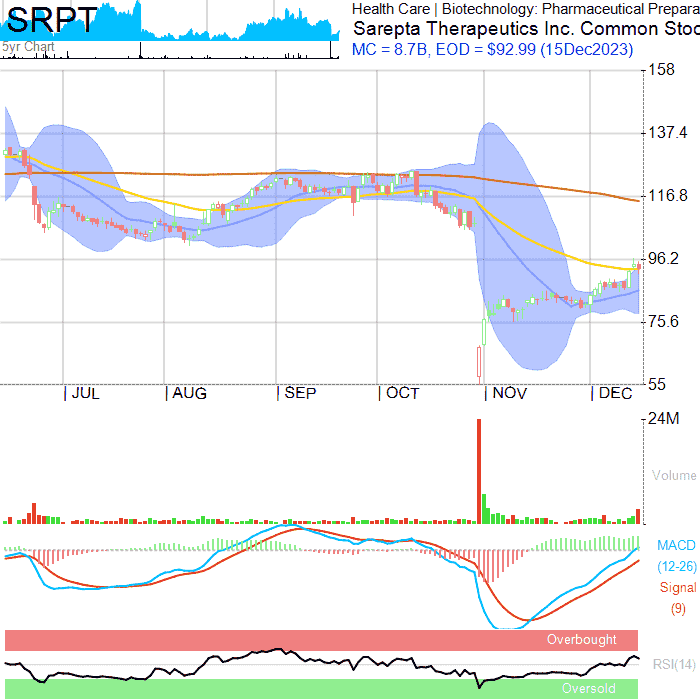 SRPT
Health Care | Biotechnology: Pharmaceutical Prepara
Sarepta Therapeutics Inc. Common Stoc
5yr Chart
MC = 8.7B, EOD = $92.99 (15Dec2023)
158
137.4
116.8
96.2
75.6
55
JUL AUG SEP OCT NOV DEC
24M
Volume
MACD
(12-26)
Signal
(9)
Overbought
RSI(14)
Oversold